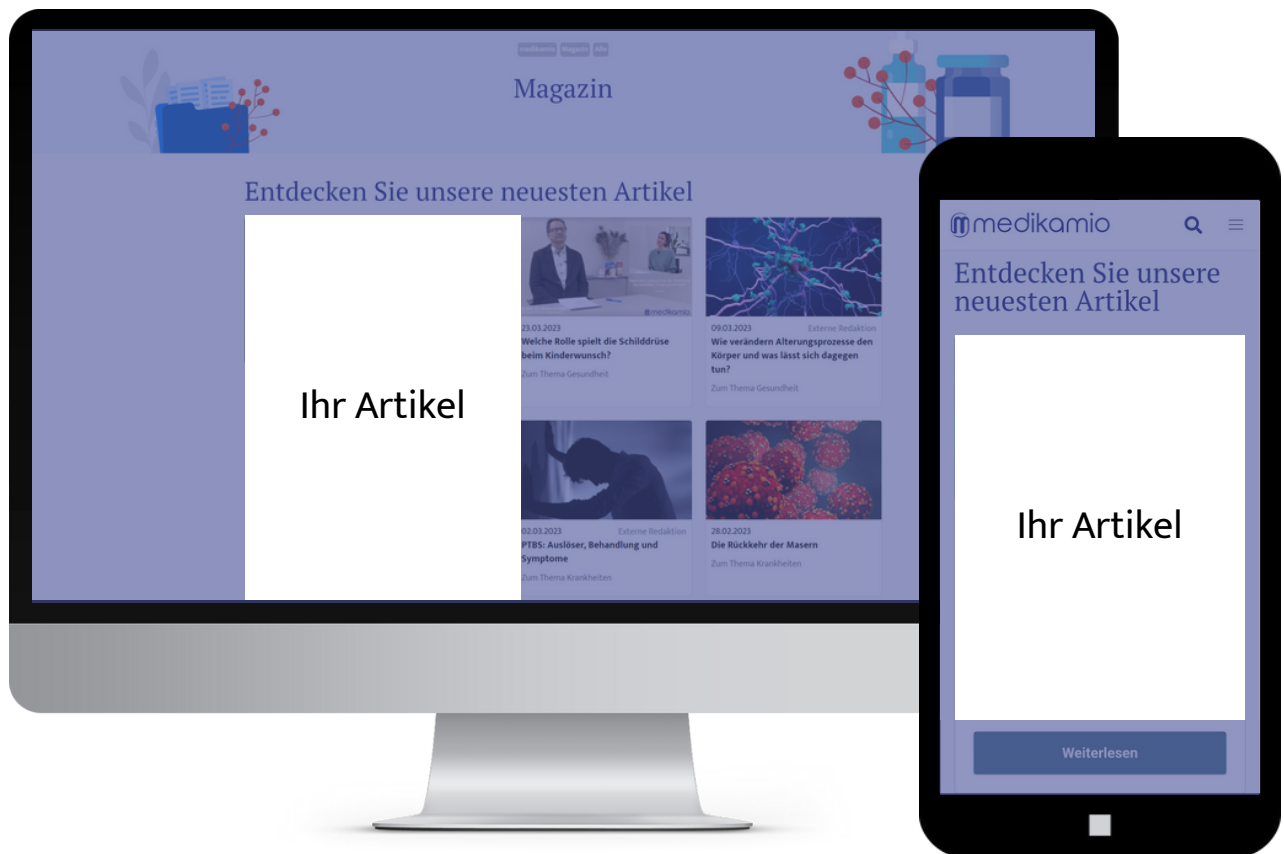 medikamio Magazin Alle
Magazin
Entdecken Sie unsere neuesten Artikel
Ihr Artikel
medikamio
23.03.2023
Welche Rolle spielt die Schilddrüse
beim Kinderwunsch?
Zum Thema Gesundheit
09.03.2023 Externe Redaktion
Wie verändern Alterungsprozesse den
Körper und was lässt sich dagegen
tun?
Zum Thema Gesundheit
02.03.2023 Externe Redaktion
PTBS: Auslöser, Behandlung und
Symptome
Zum Thema Krankheiten
28.02.2023
Die Rückkehr der Masern
Zum Thema Krankheiten
medikamio
Entdecken Sie unsere
neuesten Artikel
Ihr Artikel
Weiterlesen